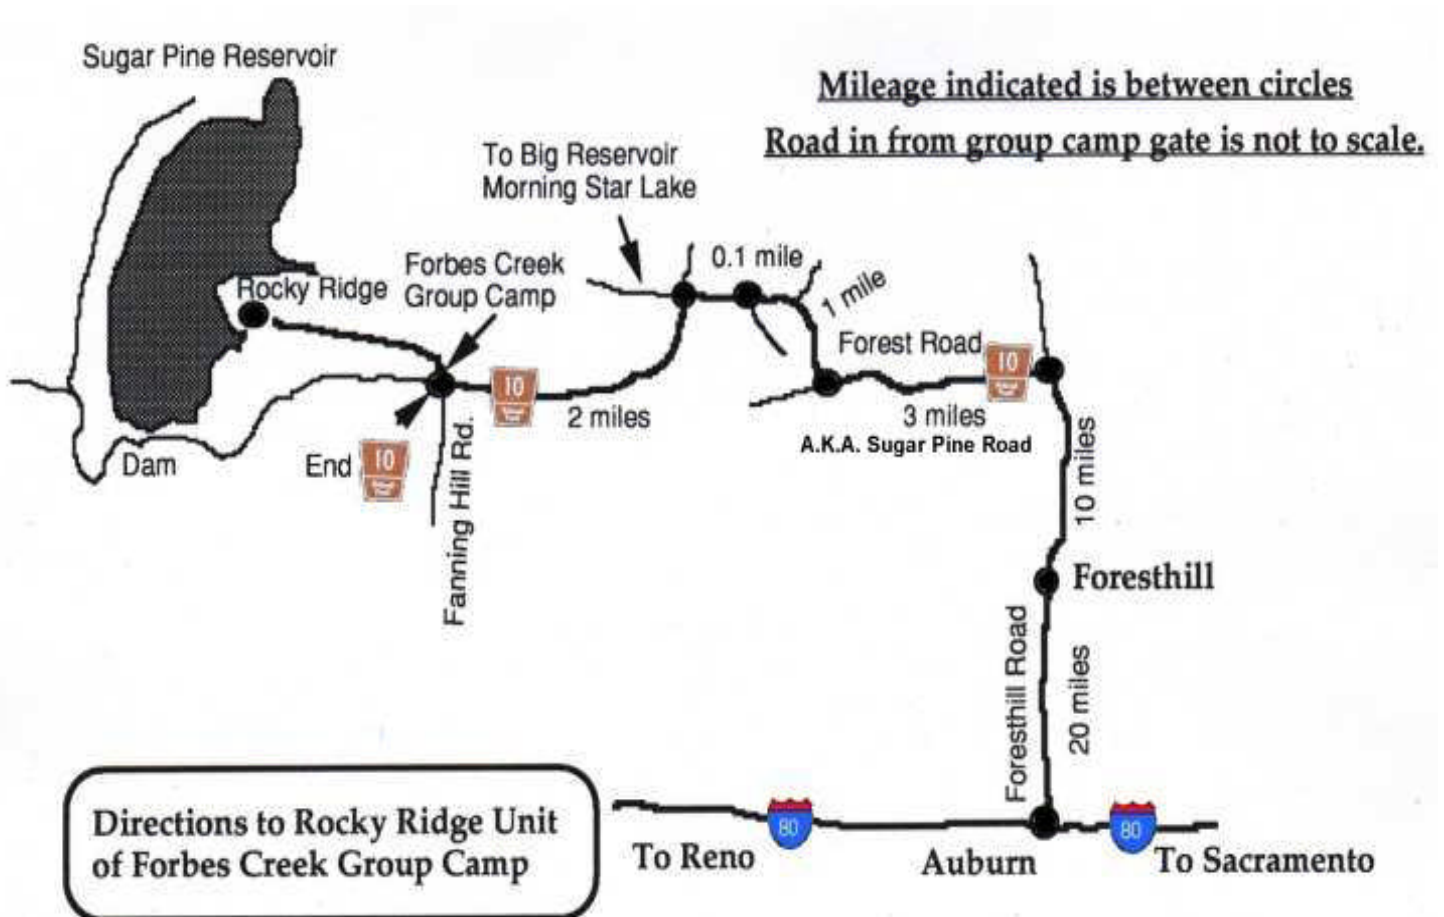 Sugar Pine Reservoir
Mileage indicated is between circles
Road in from group camp gate is not to scale.
To Big Reservoir
Morning Star Lake
0.1 mile
Forbes Creek
Group Camp
Rocky Ridge
1 mile
Forest Road
10
10
2 miles
3 miles
A.K.A. Sugar Pine Road
10 miles
Dam
End
10
Fanning Hill Rd.
Foresthill
Foresthill Road
20 miles
Directions to Rocky Ridge Unit
of Forbes Creek Group Camp
80
80
To Reno
Auburn
To Sacramento